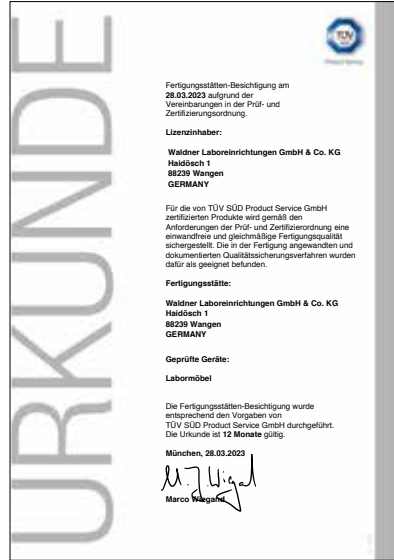 URKUNDE
TÜV
Product Service
Fertigungsstätten-Besichtigung am
28.03.2023 aufgrund der
Vereinbarungen in der Prüf- und
Zertifizierungsordnung.
Lizenzinhaber:
Waldner Laboreinrichtungen GmbH & Co. KG
Haidösch 1
88239 Wangen
GERMANY
Für die von TÜV SÜD Product Service GmbH
zertifizierten Produkte wird gemäß den
Anforderungen der Prüf- und Zertifizierordnung eine
einwandfreie und gleichmäßige Fertigungsqualität
sichergestellt. Die in der Fertigung angewandten und
dokumentierten Qualitätssicherungsverfahren wurden
dafür als geeignet befunden.
Fertigungsstätte:
Waldner Laboreinrichtungen GmbH & Co. KG
Haidösch 1
88239 Wangen
GERMANY
Geprüfte Geräte:
Labormöbel
Die Fertigungsstätten-Besichtigung wurde
entsprechend den Vorgaben von
TÜV SÜD Product Service GmbH durchgeführt.
Die Urkunde ist 12 Monate gültig.
München, 28.03.2023
M. J. Wiegand
Marco Wiegand